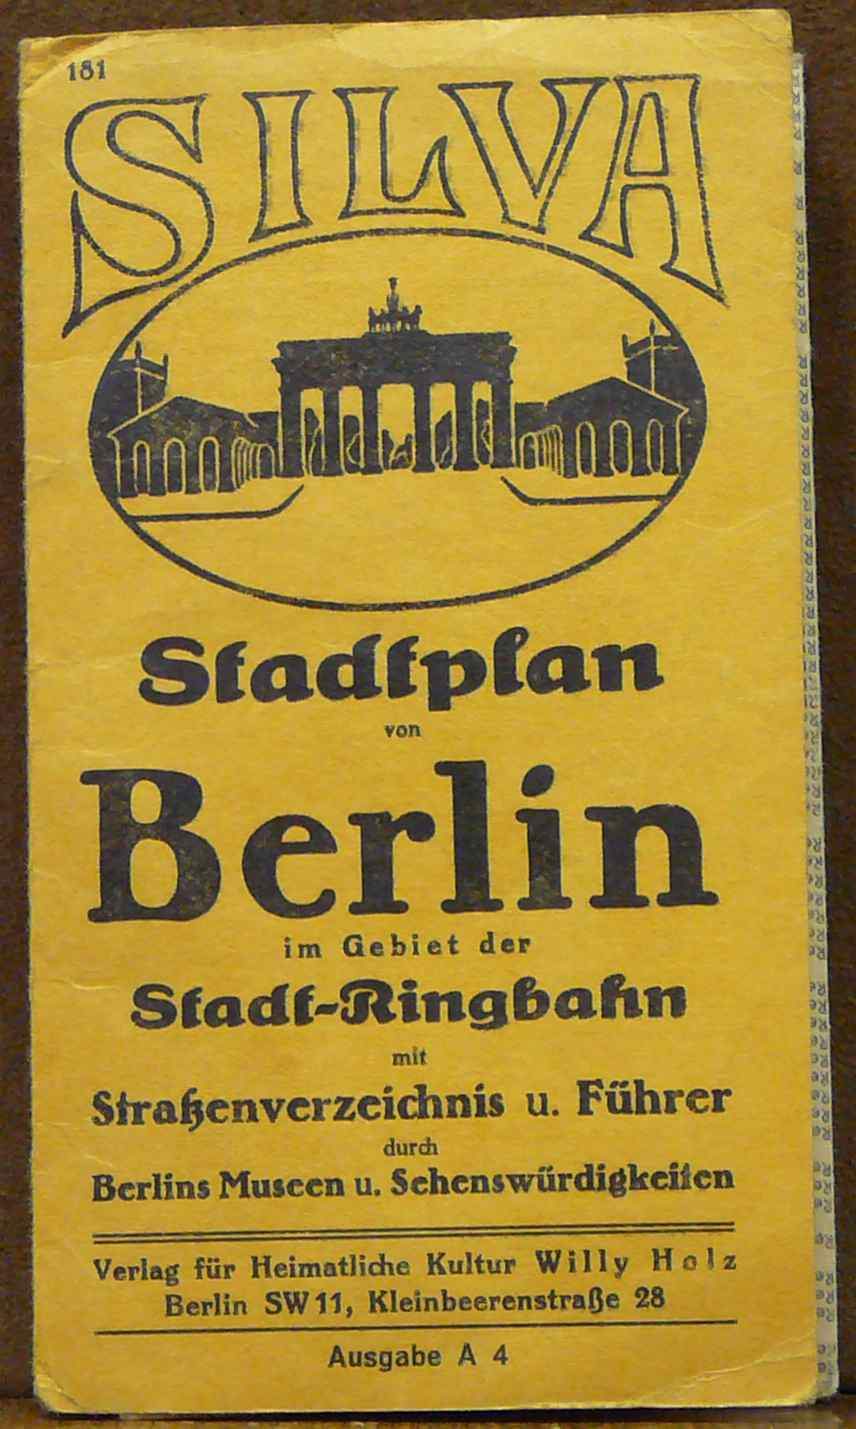 181
SILVA
Stadtplan
von
Berlin
im Gebiet der
Stadt-Ringbahn
mit
Straßenverzeichnis u. Führer
durch
Berlins Museen u. Sehenswürdigkeiten
Verlag für Heimatliche Kultur Willy Holz
Berlin SW 11, Kleinbeerenstraße 28
Ausgabe A 4